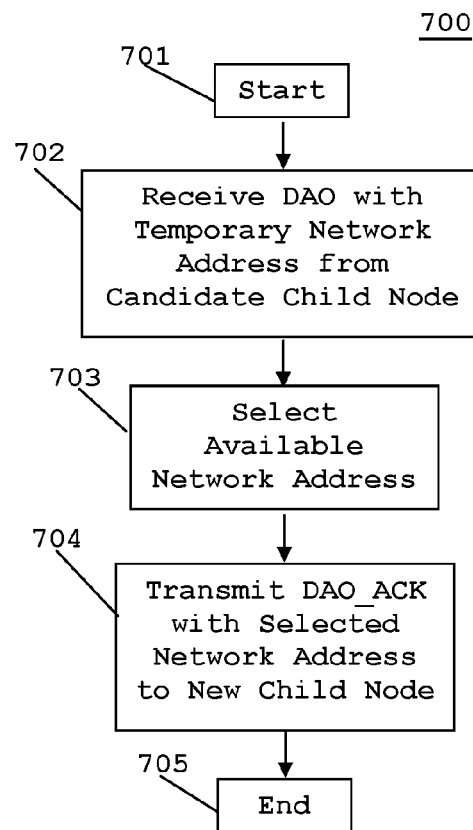 700
701
Start
702
Receive DAO with
Temporary Network
Address from
Candidate Child Node
703
Select
Available
Network Address
704
Transmit DAO_ACK
with Selected
Network Address
to New Child Node
705
End